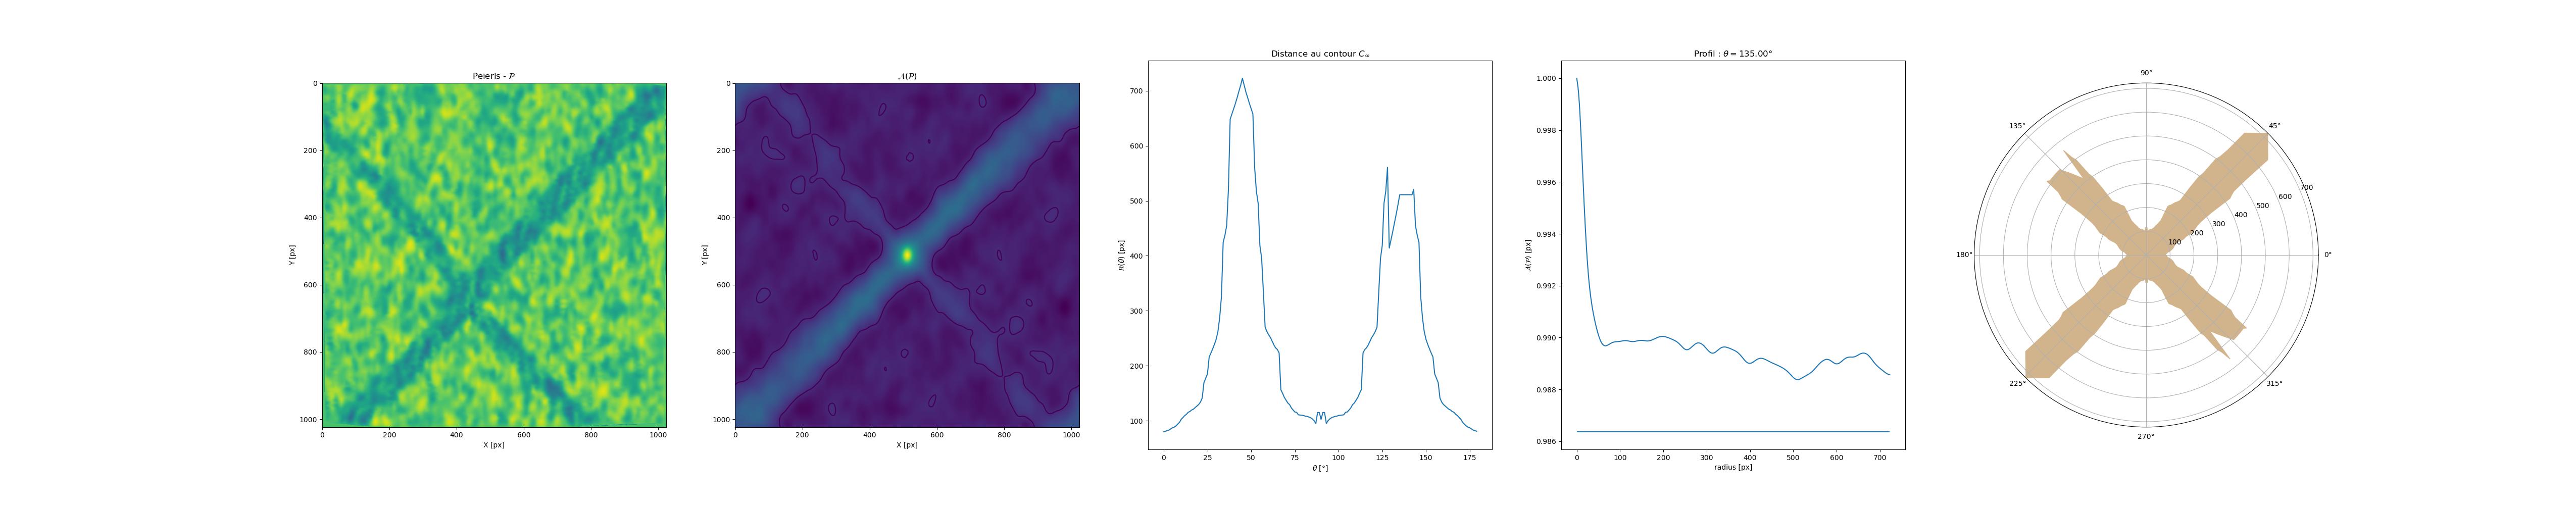 Peierls - 𝒫
0
200
400
600
800
1000
Y [px]
0 200 400 600 800 1000
X [px]
𝒜(𝒫)
0
200
400
600
800
1000
Y [px]
0 200 400 600 800 1000
X [px]
Distance au contour C∞
700
600
500
400
300
200
100
R(θ) [px]
0 25 50 75 100 125 150 175
θ [°]
Profil : θ = 135.00°
1.000
0.998
0.996
0.994
0.992
0.990
0.988
0.986
𝒜(𝒫) [px]
0 100 200 300 400 500 600 700
radius [px]
90°
135° 45°
700
600
500
400
300
200
100
180° 0°
225° 315°
270°